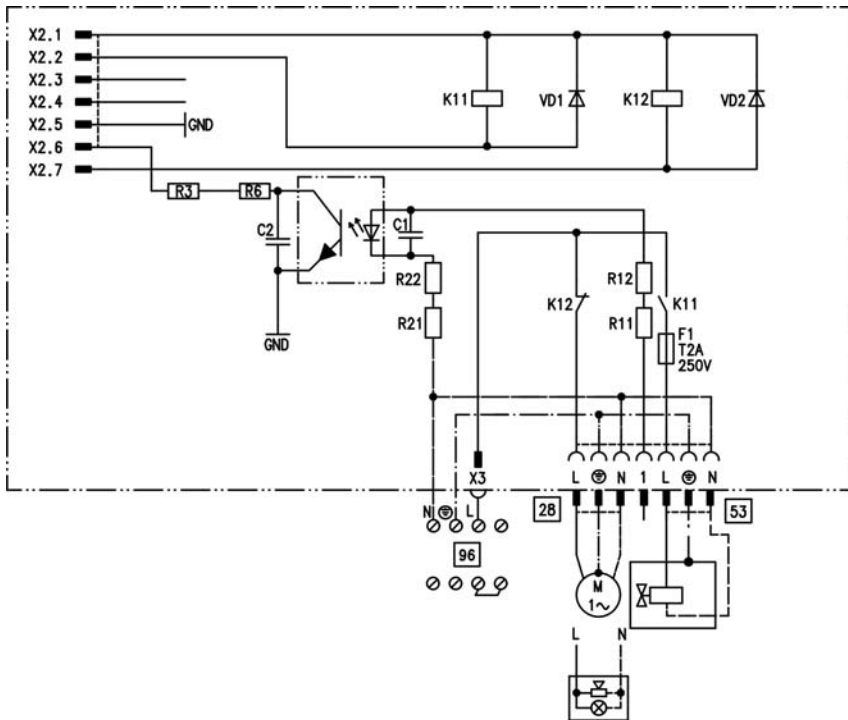 X2.1
X2.2
X2.3
X2.4
X2.5
X2.6
X2.7
GND
K11
VD1
K12
VD2
R3
R6
C2
C1
GND
R22
R21
K12
R12
R11
K11
F1
T2A
250V
X3
L
N
1
L
N
N
L
28
53
96
M
1~
L
N